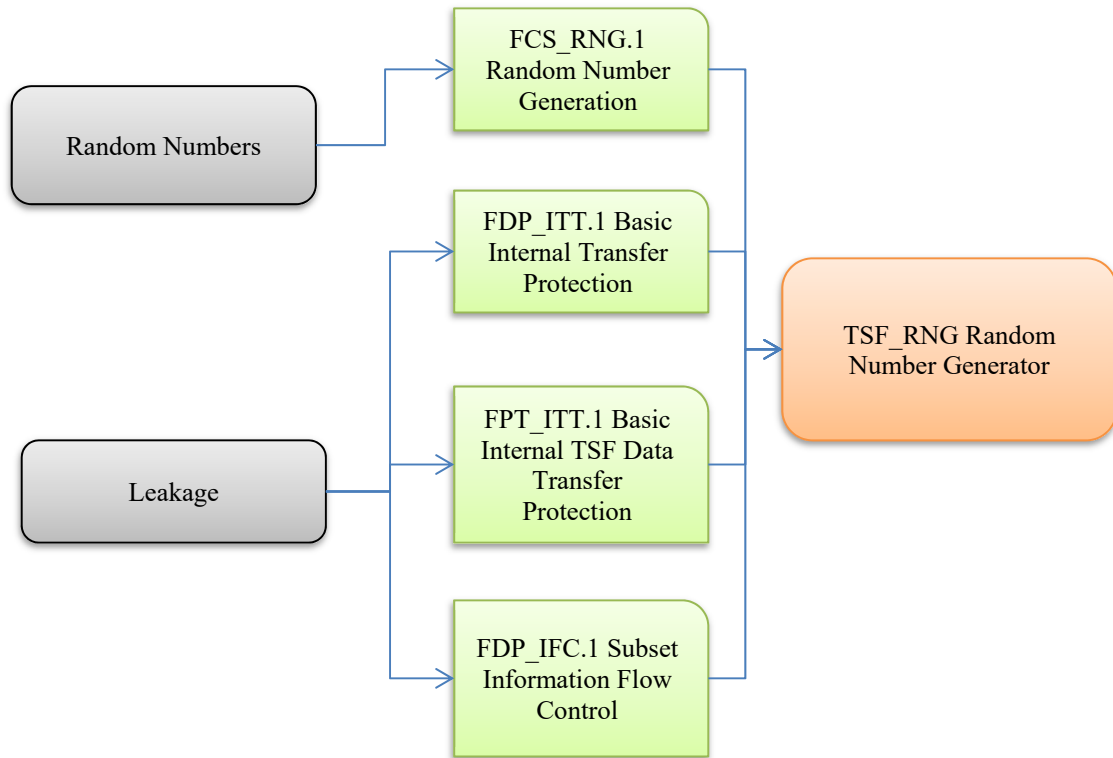 FCS_RNG.1
Random Number
Generation
Random Numbers
FDP_ITT.1 Basic
Internal Transfer
Protection
TSF_RNG Random
Number Generator
FPT_ITT.1 Basic
Internal TSF Data
Transfer
Protection
Leakage
FDP_IFC.1 Subset
Information Flow
Control